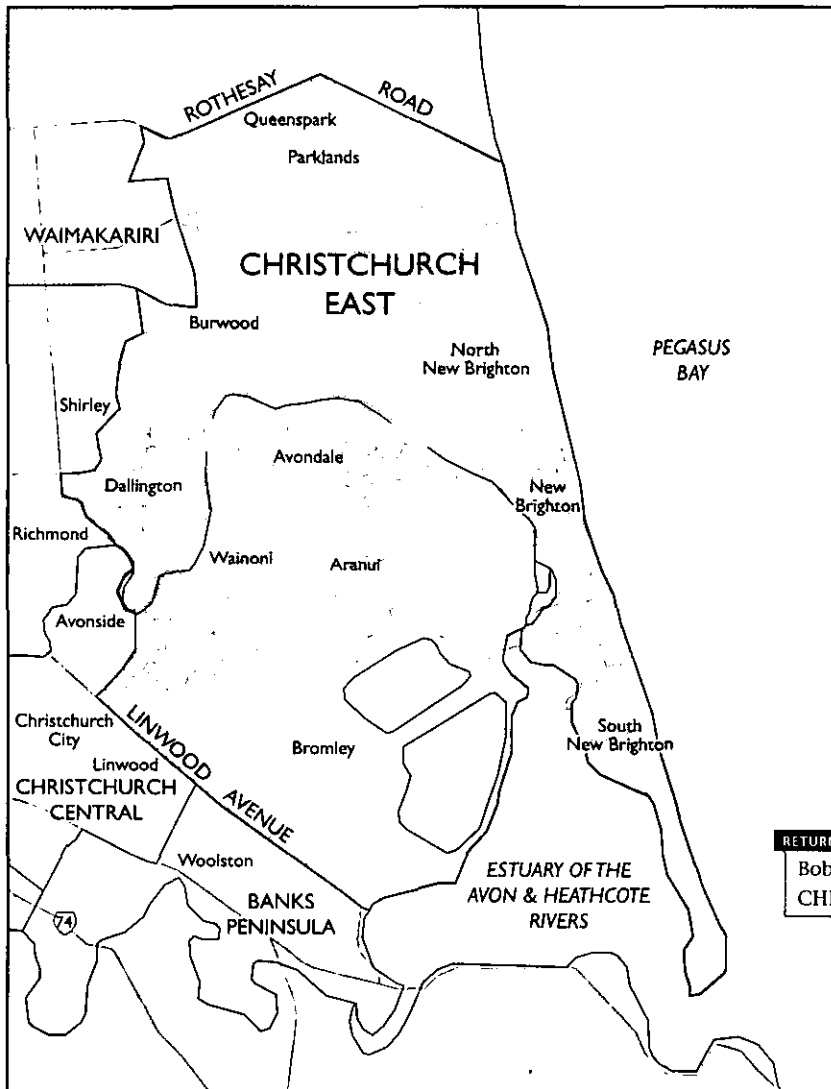 ROTHESAY ROAD
Queenspark
Parklands
WAIMAKARIRI
CHRISTCHURCH
EAST
Burwood
North
New Brighton
PEGASUS
BAY
Shirley
Avondale
Dallington
New
Brighton
Richmond
Wainoni
Aranui
Avonside
LINWOOD AVENUE
Christchurch
City
South
New Brighton
Bromley
Linwood
CHRISTCHURCH
CENTRAL
Woolston
ESTUARY OF THE
AVON & HEATHCOTE
RIVERS
BANKS
PENINSULA
74
RETURN
Bob